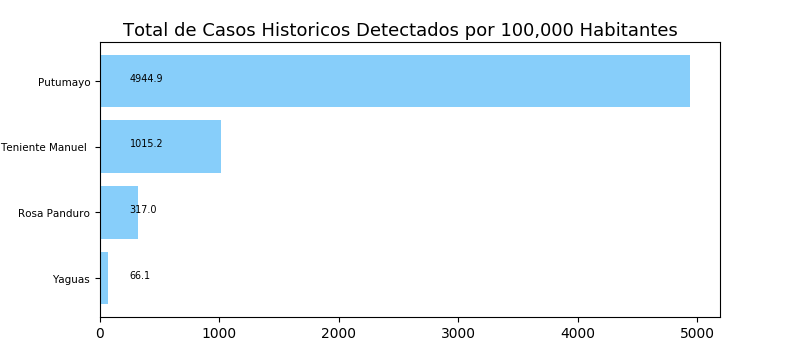 Total de Casos Historicos Detectados por 100,000 Habitantes
Putumayo 4944.9
Teniente Manuel 1015.2
Rosa Panduro 317.0
Yaguas 66.1
0 1000 2000 3000 4000 5000